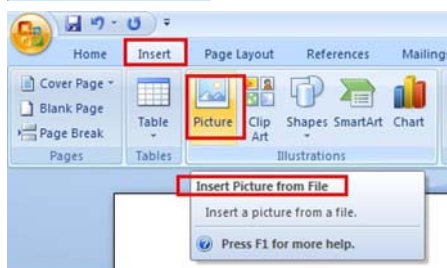 Home Insert Page Layout References Mailing
Cover Page
Blank Page
Page Break
Pages
Table
Tables
Picture Clip Art Shapes SmartArt Chart
Illustrations
Insert Picture from File
Insert a picture from a file.
Press F1 for more help.